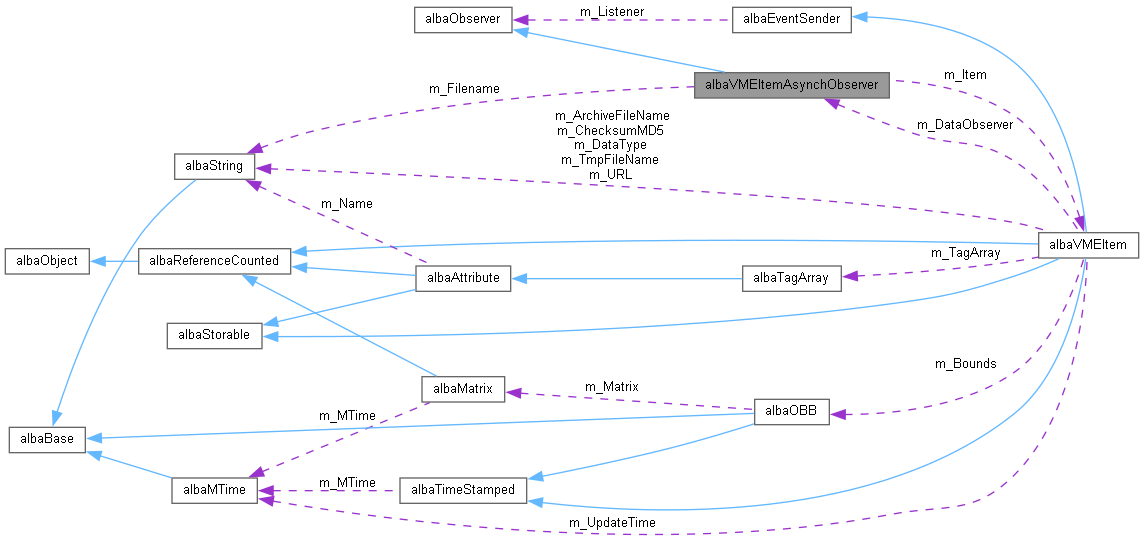 m_Listener
albaObserver
albaEventSender
m_Item
albaVMEItemAsynchObserver
m_Filename
m_ArchiveFileName
m_ChecksumMD5
m_DataType
m_TmpFileName
m_URL
m_DataObserver
albaString
m_Name
albaVMEItem
albaObject
albaReferenceCounted
m_TagArray
albaAttribute
albaTagArray
albaStorable
m_Bounds
albaMatrix
m_Matrix
albaOBB
m_MTime
albaBase
m_MTime
albaMTime
albaTimeStamped
m_UpdateTime